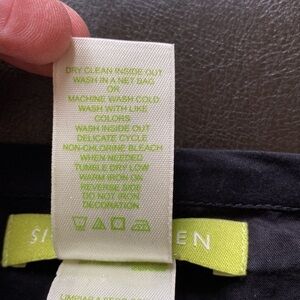 DRY CLEAN INSIDE OUT
WASH IN A NET BAG
OR
MACHINE WASH COLD
WASH WITH LIKE
COLORS
WASH INSIDE OUT
DELICATE CYCLE
NON-CHLORINE BLEACH
WHEN NEEDED
TUMBLE DRY LOW
WARM IRON ON
REVERSE SIDE
DO NOT IRON
DECORATION
SI EN